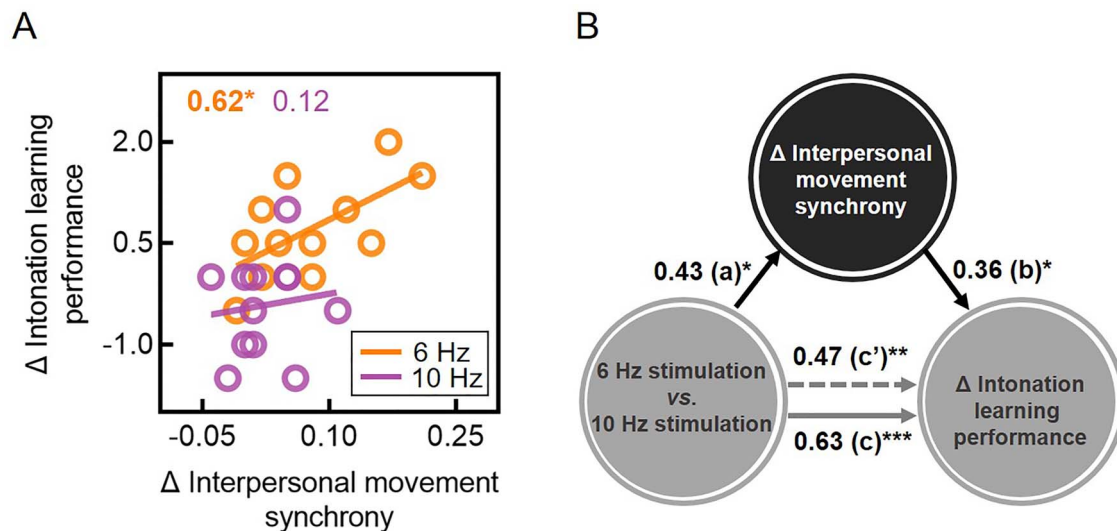 A
0.62* 0.12
Δ Intonation learning
performance
2.0
0.5
-1.0
6 Hz
10 Hz
-0.05 0.10 0.25
Δ Interpersonal movement
synchrony
B
Δ Interpersonal
movement
synchrony
0.43 (a)*
0.36 (b)*
6 Hz stimulation
vs.
10 Hz stimulation
0.47 (c’)**
0.63 (c)***
Δ Intonation
learning
performance